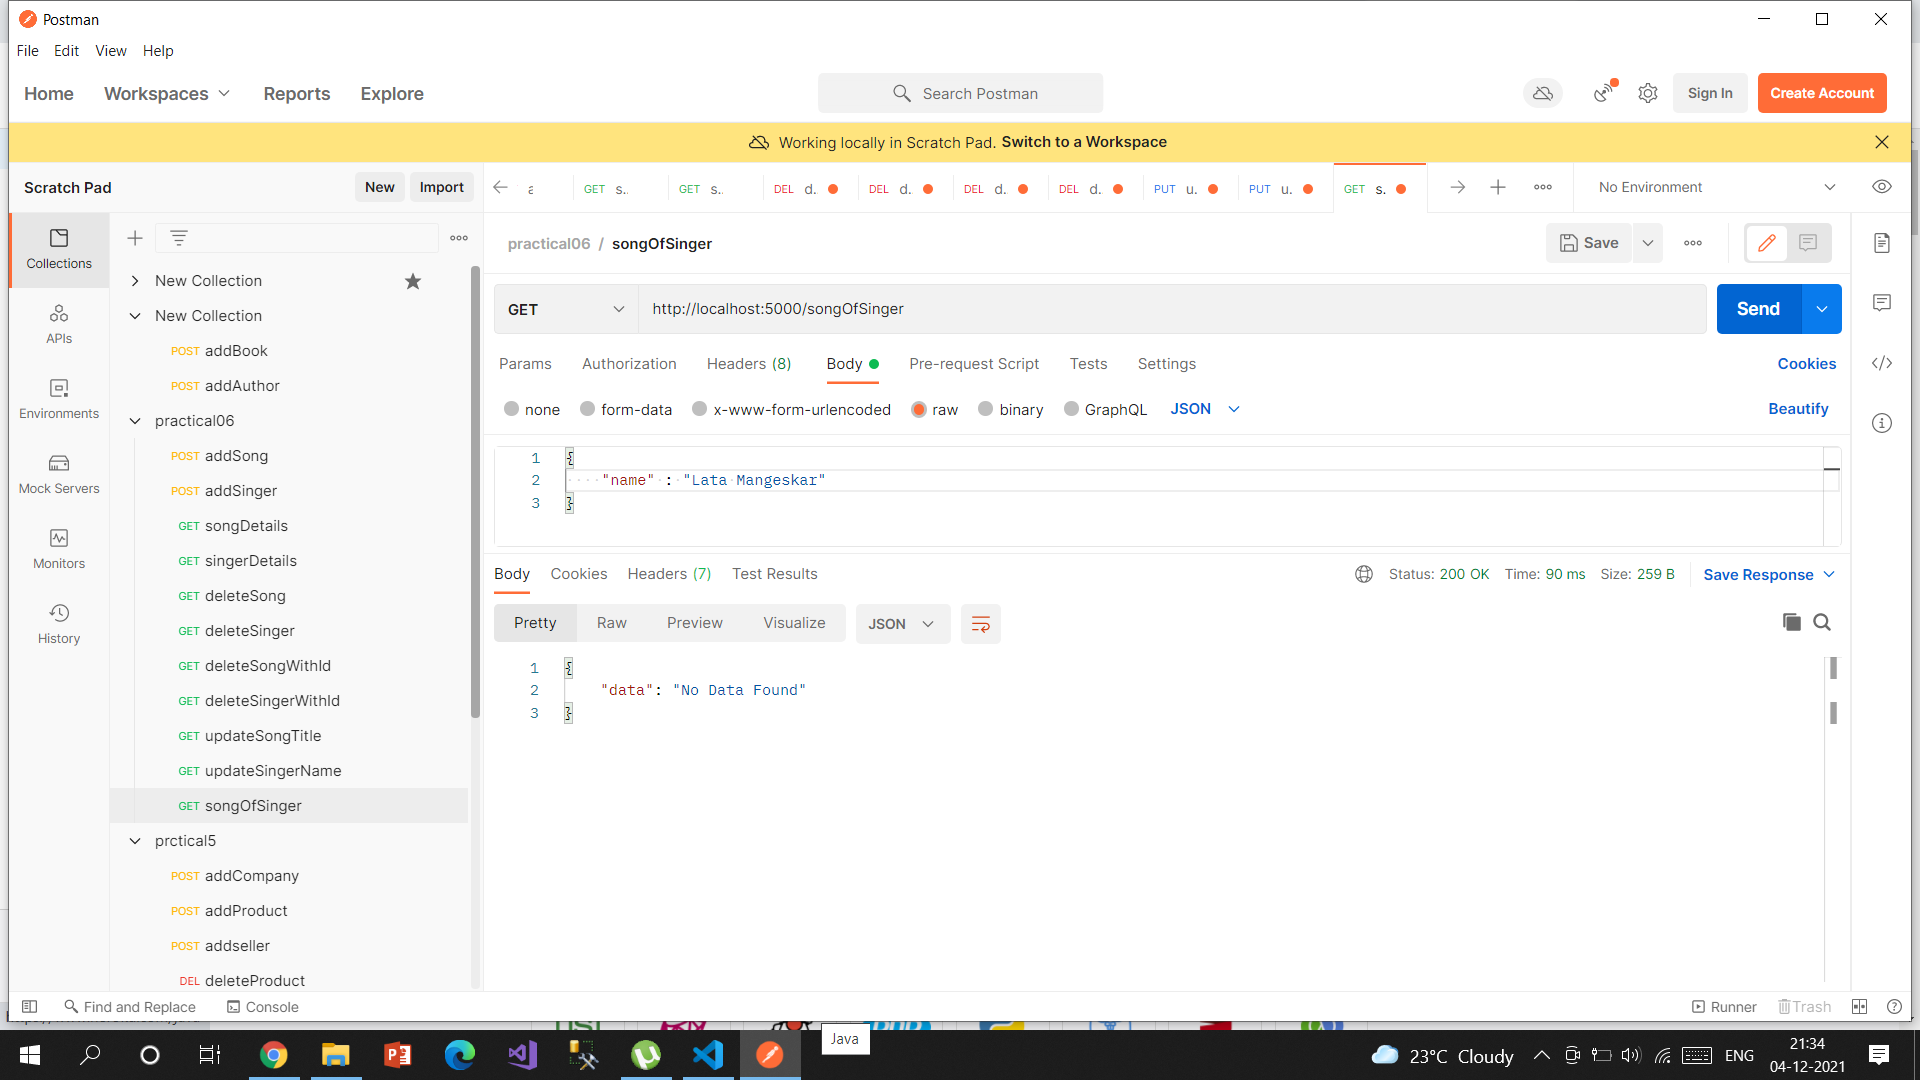 Postman
File Edit View Help
Home Workspaces Reports Explore Search Postman Sign In Create Account
Working locally in Scratch Pad. Switch to a Workspace
Scratch Pad New Import
GET s.. GET s.. DEL d. DEL d. DEL d. DEL d. PUT u. PUT u. GET s. No Environment
Collections
APIs
Environments
Mock Servers
Monitors
History
New Collection
New Collection
POST addBook
POST addAuthor
practical06
POST addSong
POST addSinger
GET songDetails
GET singerDetails
GET deleteSong
GET deleteSinger
GET deleteSongWithId
GET deleteSingerWithId
GET updateSongTitle
GET updateSingerName
GET songOfSinger
prctical5
POST addCompany
POST addProduct
POST addseller
DEL deleteProduct
practical06 / songOfSinger Save
GET http://localhost:5000/songOfSinger Send
Params Authorization Headers (8) Body Pre-request Script Tests Settings Cookies
none form-data x-www-form-urlencoded raw binary GraphQL JSON Beautify
1 {
2 "name" : "Lata Mangeskar"
3 }
Body Cookies Headers (7) Test Results Status: 200 OK Time: 90 ms Size: 259 B Save Response
Pretty Raw Preview Visualize JSON
1 {
2 "data": "No Data Found"
3 }
Find and Replace Console Runner Trash
Java
23°C Cloudy ENG 21:34
04-12-2021